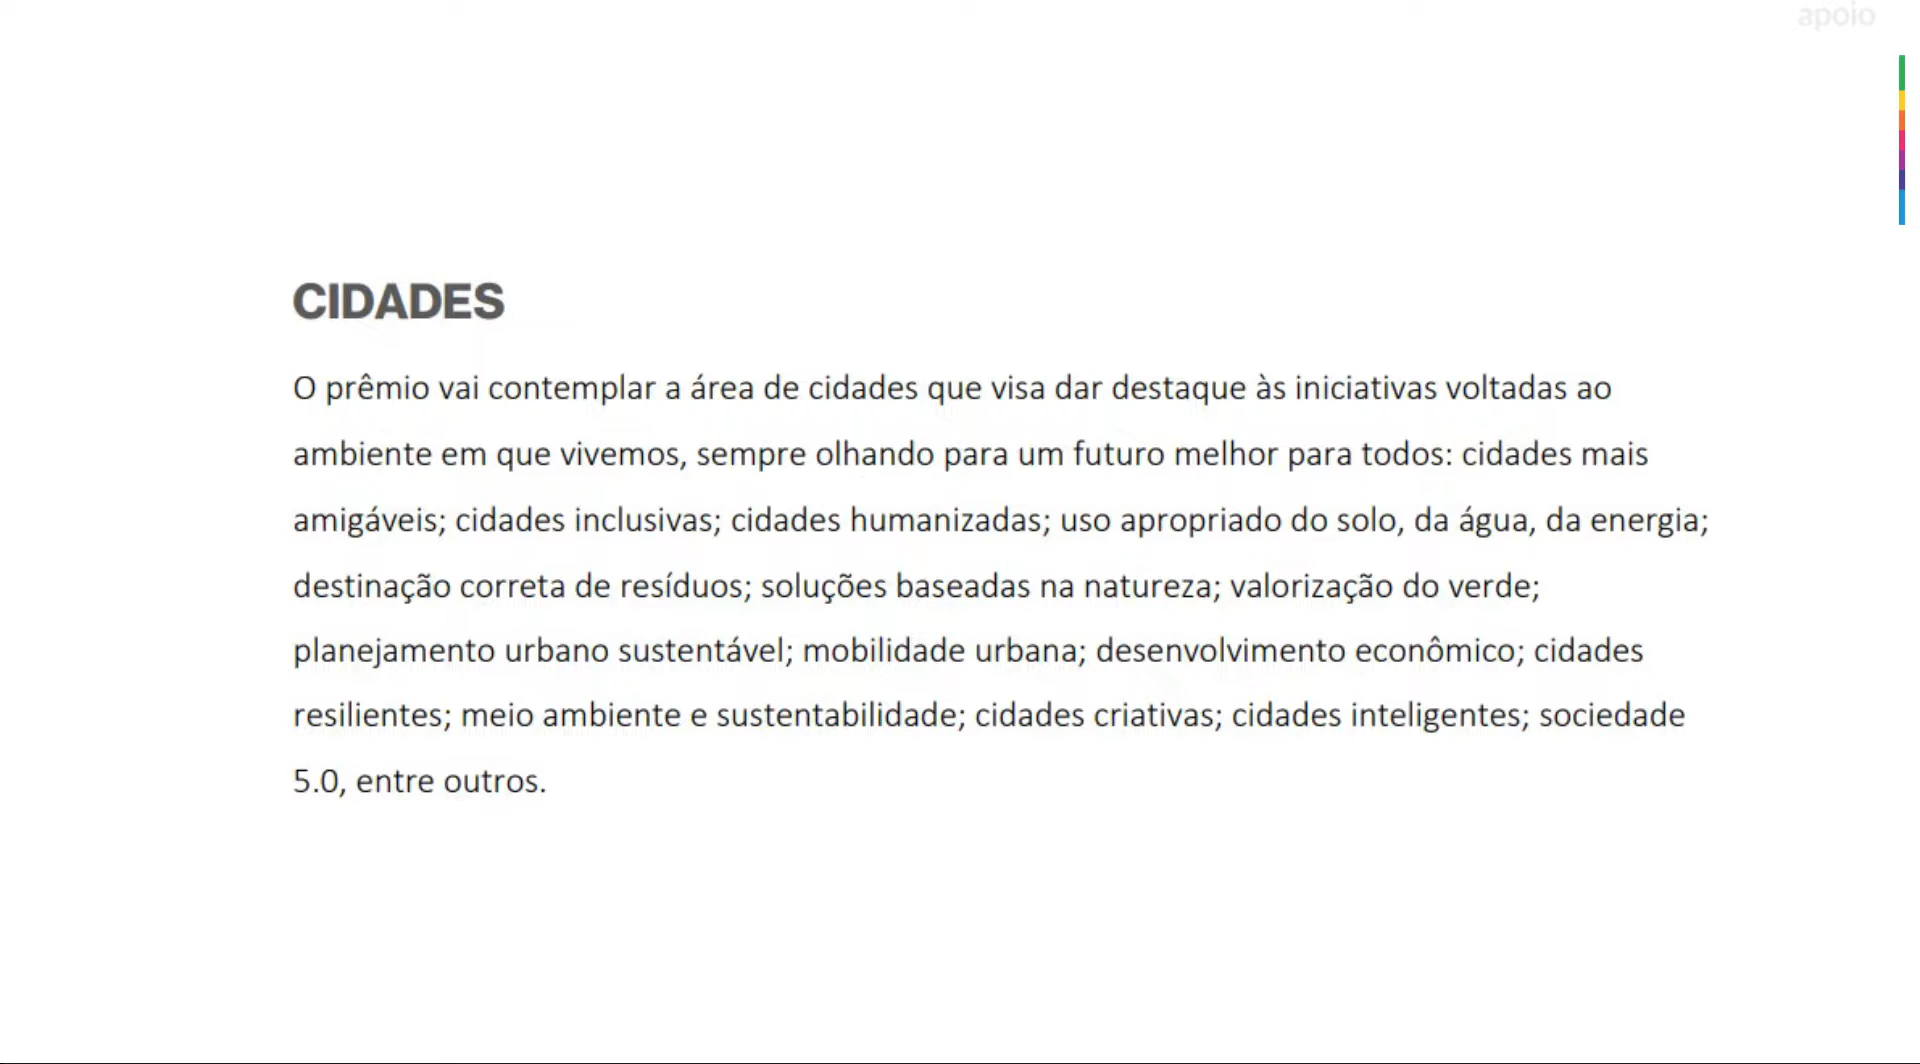 apoio
CIDADES
O prêmio vai contemplar a área de cidades que visa dar destaque às iniciativas voltadas ao
ambiente em que vivemos, sempre olhando para um futuro melhor para todos: cidades mais
amigáveis; cidades inclusivas; cidades humanizadas; uso apropriado do solo, da água, da energia;
destinação correta de resíduos; soluções baseadas na natureza; valorização do verde;
planejamento urbano sustentável; mobilidade urbana; desenvolvimento econômico; cidades
resilientes; meio ambiente e sustentabilidade; cidades criativas; cidades inteligentes; sociedade
5.0, entre outros.